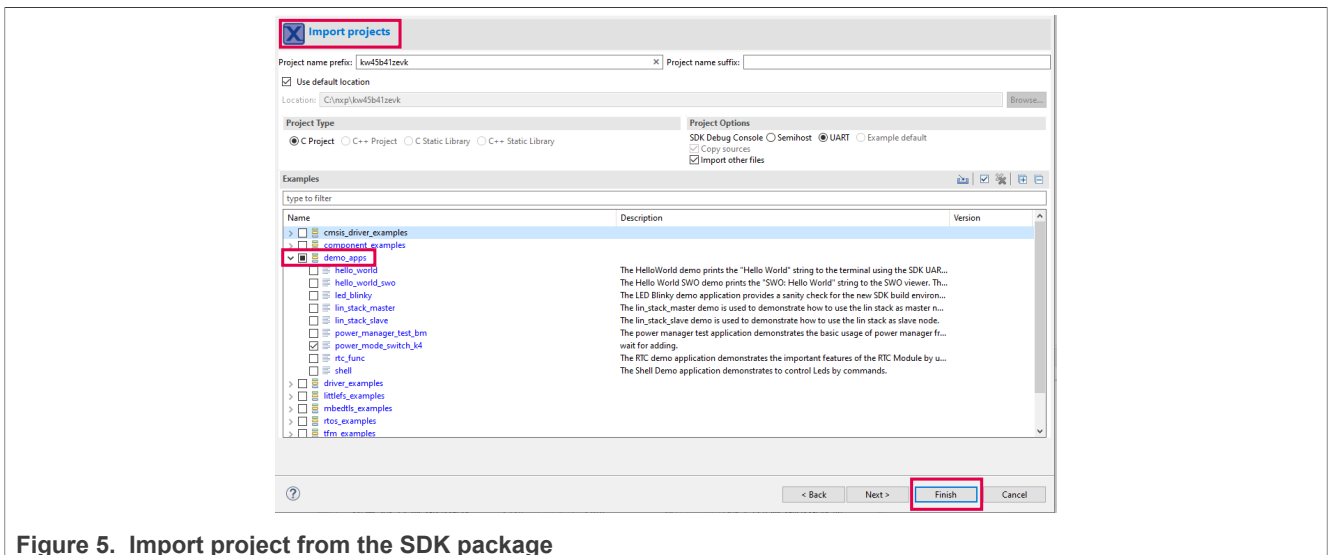 Import projects
Project name prefix: kw45b41zevk Project name suffix:
Use default location
Location: C:\nxp\kw45b41zevk Browse...
Project Type Project Options
C Project C++ Project C Static Library C++ Static Library SDK Debug Console Semihost UART Example default
Copy sources
Import other files
Examples
type to filter
Name Description Version
cmsis_driver_examples
component_examples
demo_apps
hello_world The HelloWorld demo prints the "Hello World" string to the terminal using the SDK UAR...
hello_world_swo The Hello World SWO demo prints the "SWO: Hello World" string to the SWO viewer. Th...
led_blinky The LED Blinky demo application provides a sanity check for the new SDK build environ...
lin_stack_master The lin_stack_master demo is used to demonstrate how to use the lin stack as master n...
lin_stack_slave The lin_stack_slave demo is used to demonstrate how to use the lin stack as slave node.
power_manager_test_bm The power manager test application demonstrates the basic usage of power manager fr...
power_mode_switch_k4 wait for adding.
rtc_func The RTC demo application demonstrates the important features of the RTC Module by u...
shell The Shell Demo application demonstrates to control Leds by commands.
driver_examples
littlefs_examples
mbedtls_examples
rtos_examples
tfm_examples
< Back Next > Finish Cancel
Figure 5. Import project from the SDK package